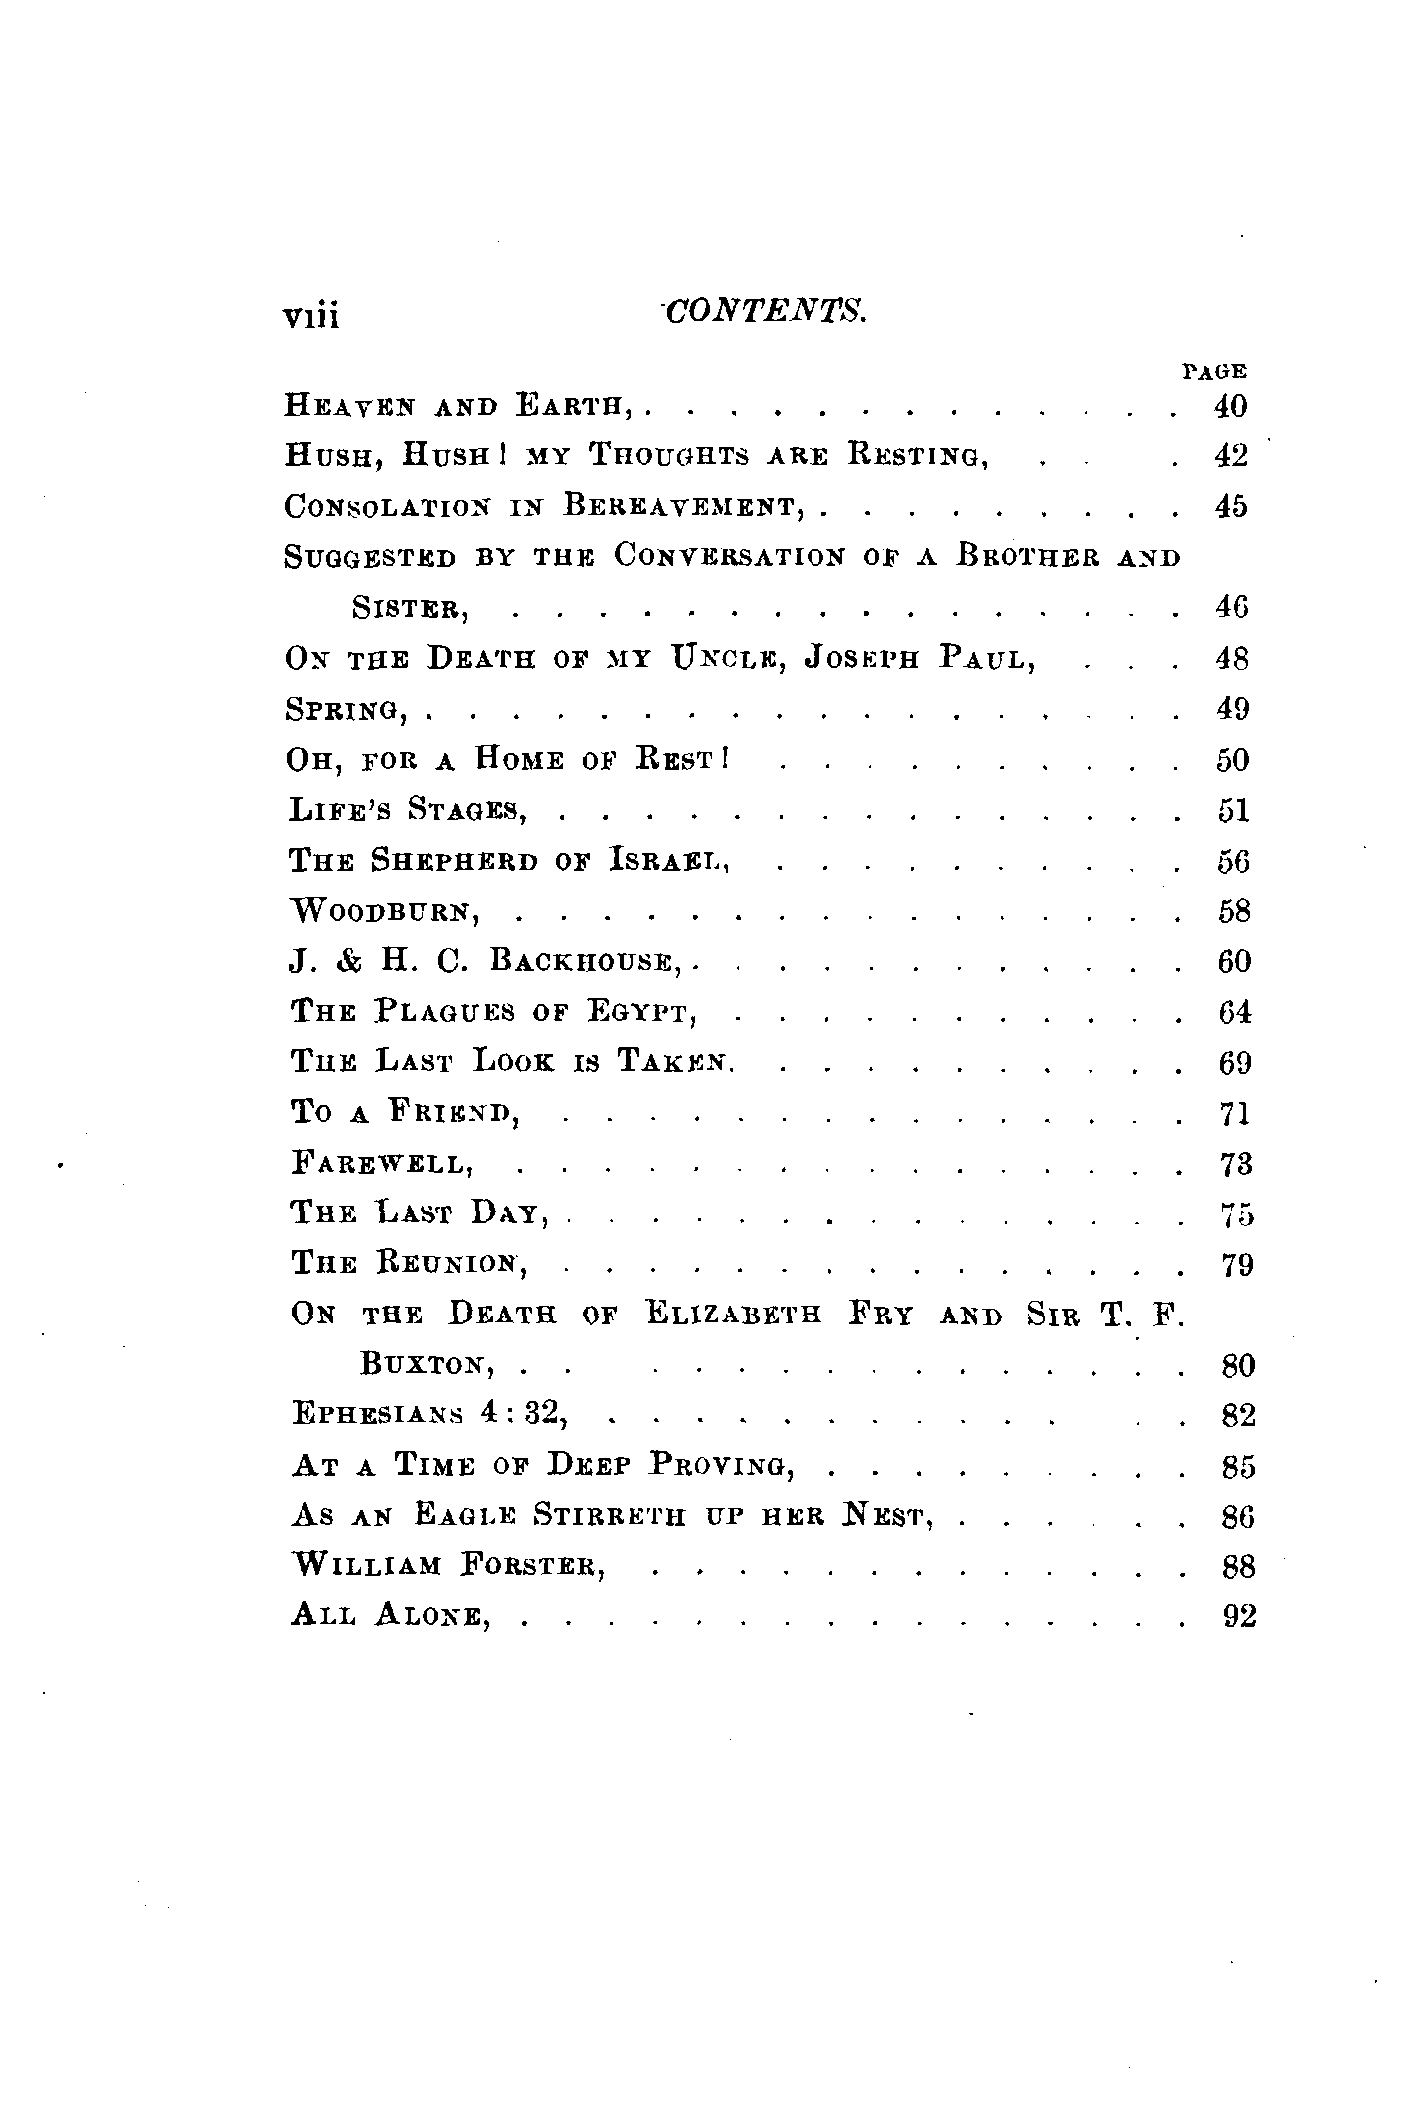 viii CONTENTS.
PAGE
HEAVEN AND EARTH, . . . . . . . . . . . . . 40
HUSH, HUSH! MY THOUGHTS ARE RESTING, . . . 42
CONSOLATION IN BEREAVEMENT, . . . . . . . . . 45
SUGGESTED BY THE CONVERSATION OF A BROTHER AND
SISTER, . . . . . . . . . . . . . . . . 46
ON THE DEATH OF MY UNCLE, JOSEPH PAUL, . . . 48
SPRING, . . . . . . . . . . . . . . . . . . 49
OH, FOR A HOME OF REST! . . . . . . . . . . 50
LIFE'S STAGES, . . . . . . . . . . . . . . . 51
THE SHEPHERD OF ISRAEL, . . . . . . . . . . 56
WOODBURN, . . . . . . . . . . . . . . . . 58
J. & H. C. BACKHOUSE, . . . . . . . . . . . . 60
THE PLAGUES OF EGYPT, . . . . . . . . . . . 64
THE LAST LOOK IS TAKEN. . . . . . . . . . . 69
TO A FRIEND, . . . . . . . . . . . . . . . 71
FAREWELL, . . . . . . . . . . . . . . . . 73
THE LAST DAY, . . . . . . . . . . . . . . . 75
THE REUNION, . . . . . . . . . . . . . . . 79
ON THE DEATH OF ELIZABETH FRY AND SIR T. F.
BUXTON, . . . . . . . . . . . . . . . 80
EPHESIANS 4 : 32, . . . . . . . . . . . . . 82
AT A TIME OF DEEP PROVING, . . . . . . . . . 85
AS AN EAGLE STIRRETH UP HER NEST, . . . . . . 86
WILLIAM FORSTER, . . . . . . . . . . . . . 88
ALL ALONE, . . . . . . . . . . . . . . . . 92